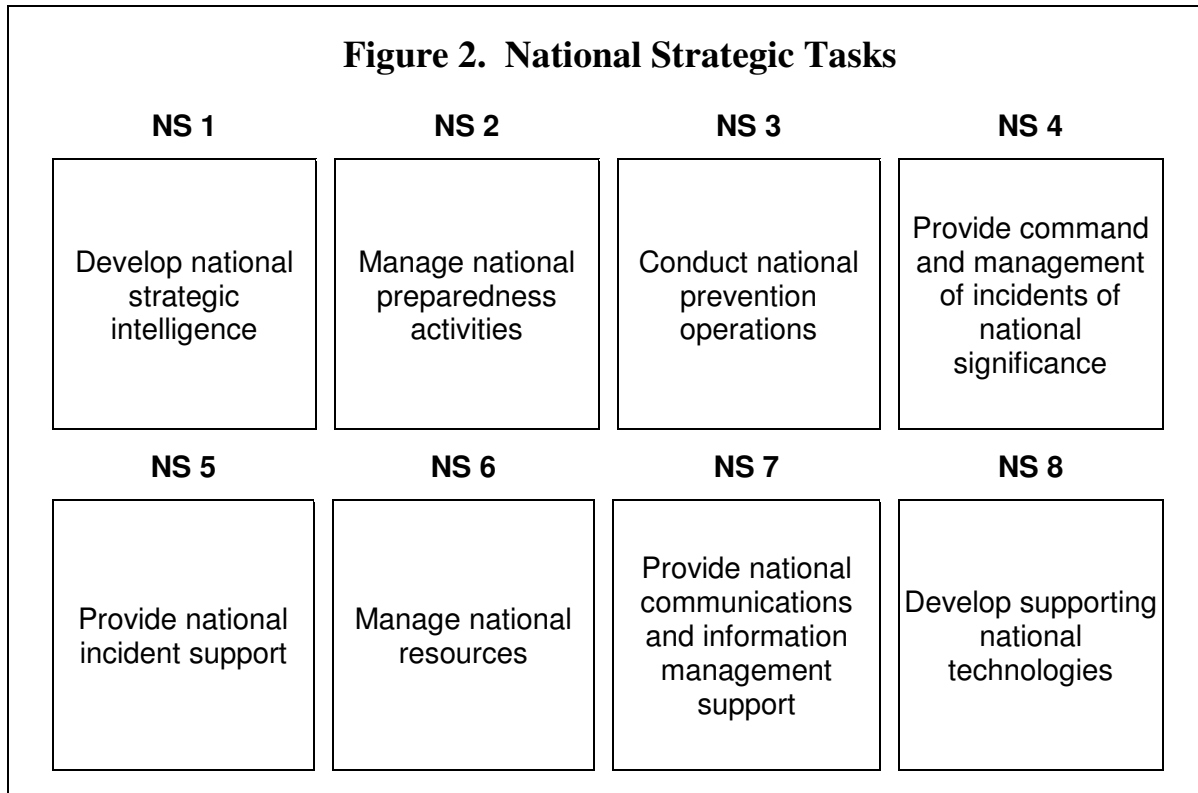 Figure 2. National Strategic Tasks
NS 1
NS 2
NS 3
NS 4
Develop national
strategic
intelligence
Manage national
preparedness
activities
Conduct national
prevention
operations
Provide command
and management
of incidents of
national
significance
NS 5
NS 6
NS 7
NS 8
Provide national
incident support
Manage national
resources
Provide national
communications
and information
management
support
Develop supporting
national
technologies